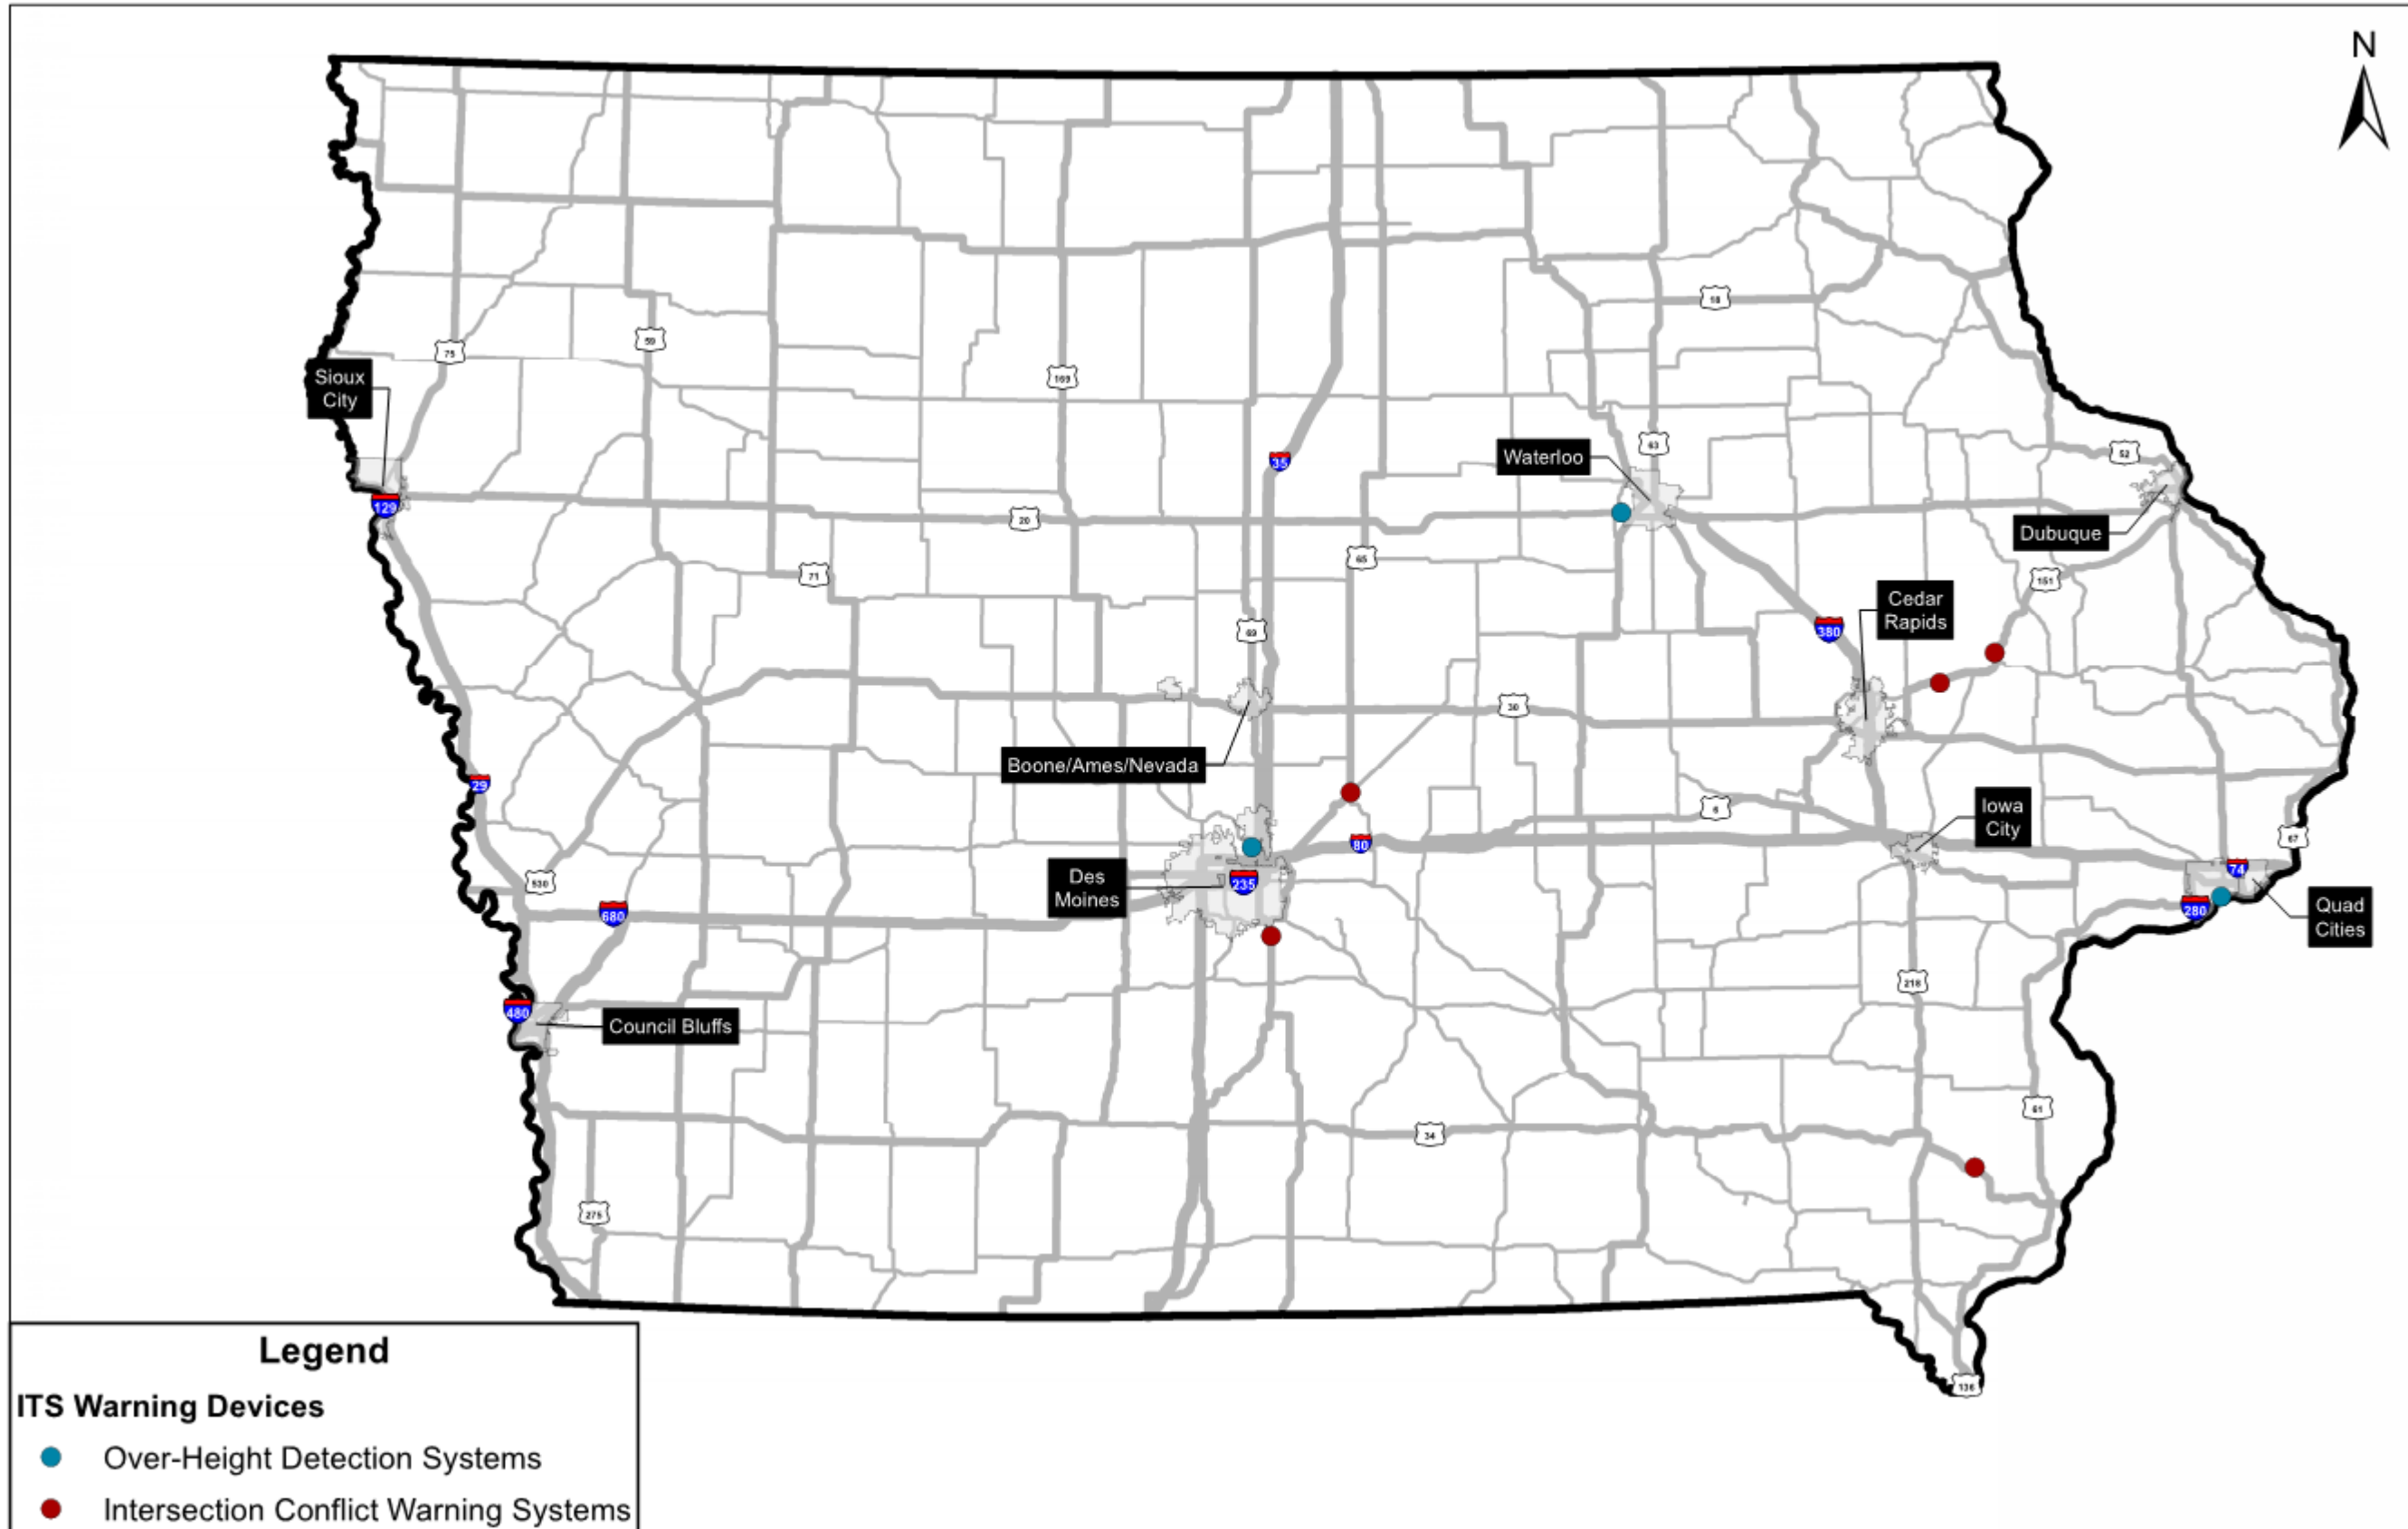 N
Sioux
City
75
59
169
18
35
63
Waterloo
52
129
20
Dubuque
65
71
151
Cedar
Rapids
69
380
30
Boone/Ames/Nevada
29
6
Iowa
City
80
67
Des
Moines
235
530
74
680
280
Quad
Cities
218
480
Council Bluffs
61
34
275
136
Legend
ITS Warning Devices
Over-Height Detection Systems
Intersection Conflict Warning Systems